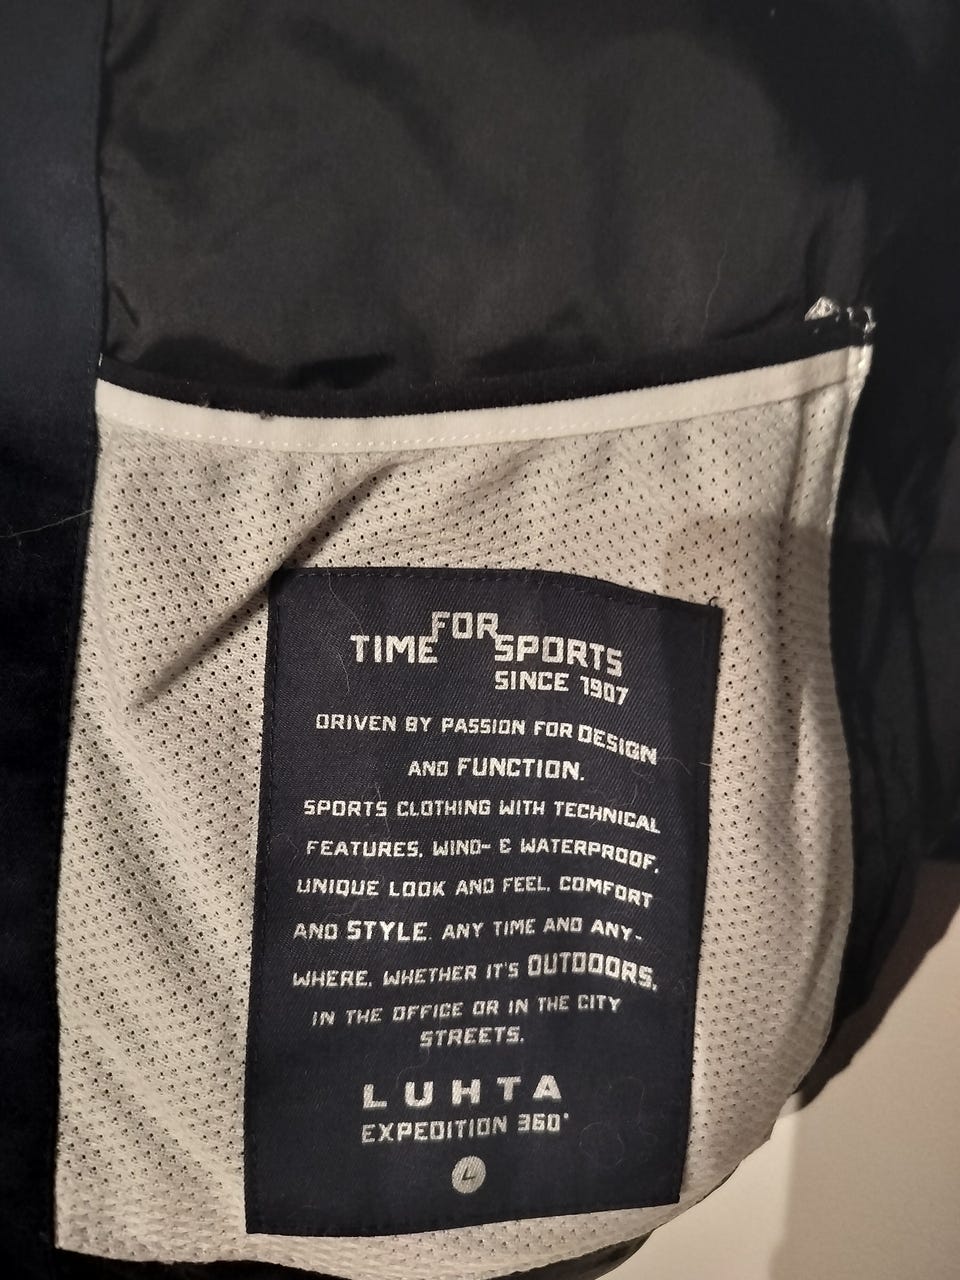 TIME FOR SPORTS
SINCE 1907
DRIVEN BY PASSION FOR DESIGN
AND FUNCTION.
SPORTS CLOTHING WITH TECHNICAL
FEATURES, WIND- & WATERPROOF,
UNIQUE LOOK AND FEEL, COMFORT
AND STYLE. ANY TIME AND ANY-
WHERE, WHETHER IT'S OUTDOORS,
IN THE OFFICE OR IN THE CITY
STREETS.
LUHTA
EXPEDITION 360°
L